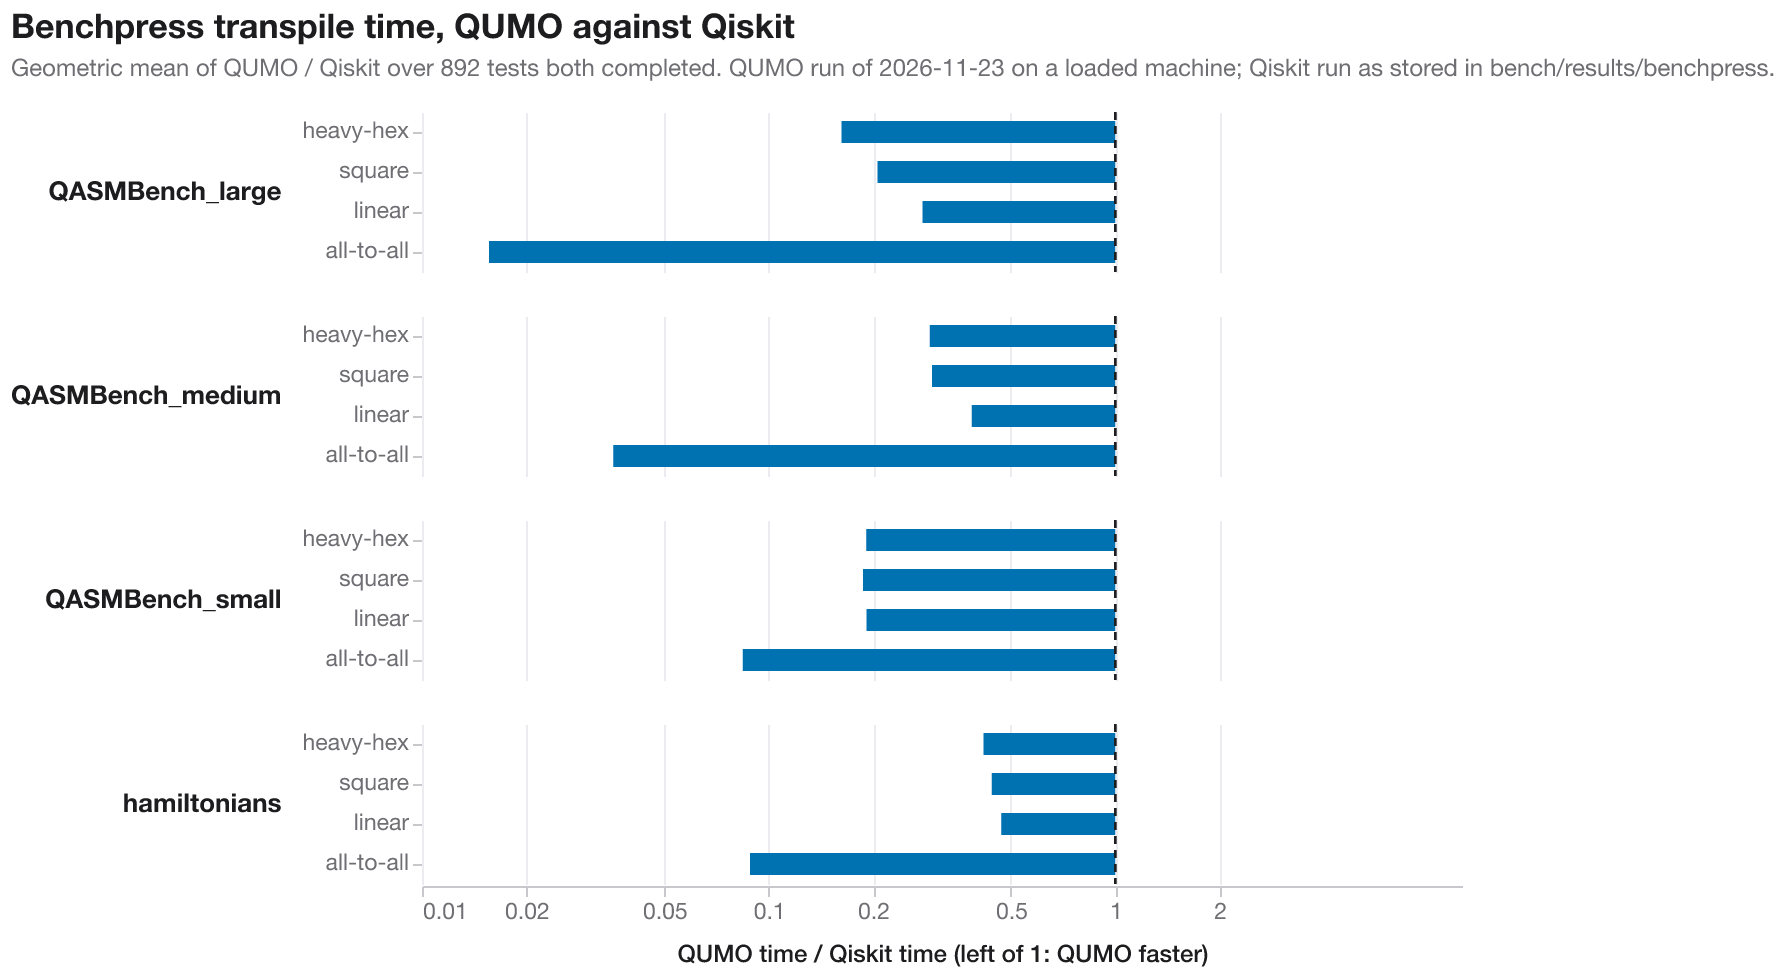 Benchpress transpile time, QUMO against Qiskit
Geometric mean of QUMO / Qiskit over 892 tests both completed. QUMO run of 2026-11-23 on a loaded machine; Qiskit run as stored in bench/results/benchpress.
QASMBench_large
heavy-hex
square
linear
all-to-all
QASMBench_medium
heavy-hex
square
linear
all-to-all
QASMBench_small
heavy-hex
square
linear
all-to-all
hamiltonians
heavy-hex
square
linear
all-to-all
0.01 0.02 0.05 0.1 0.2 0.5 1 2
QUMO time / Qiskit time (left of 1: QUMO faster)